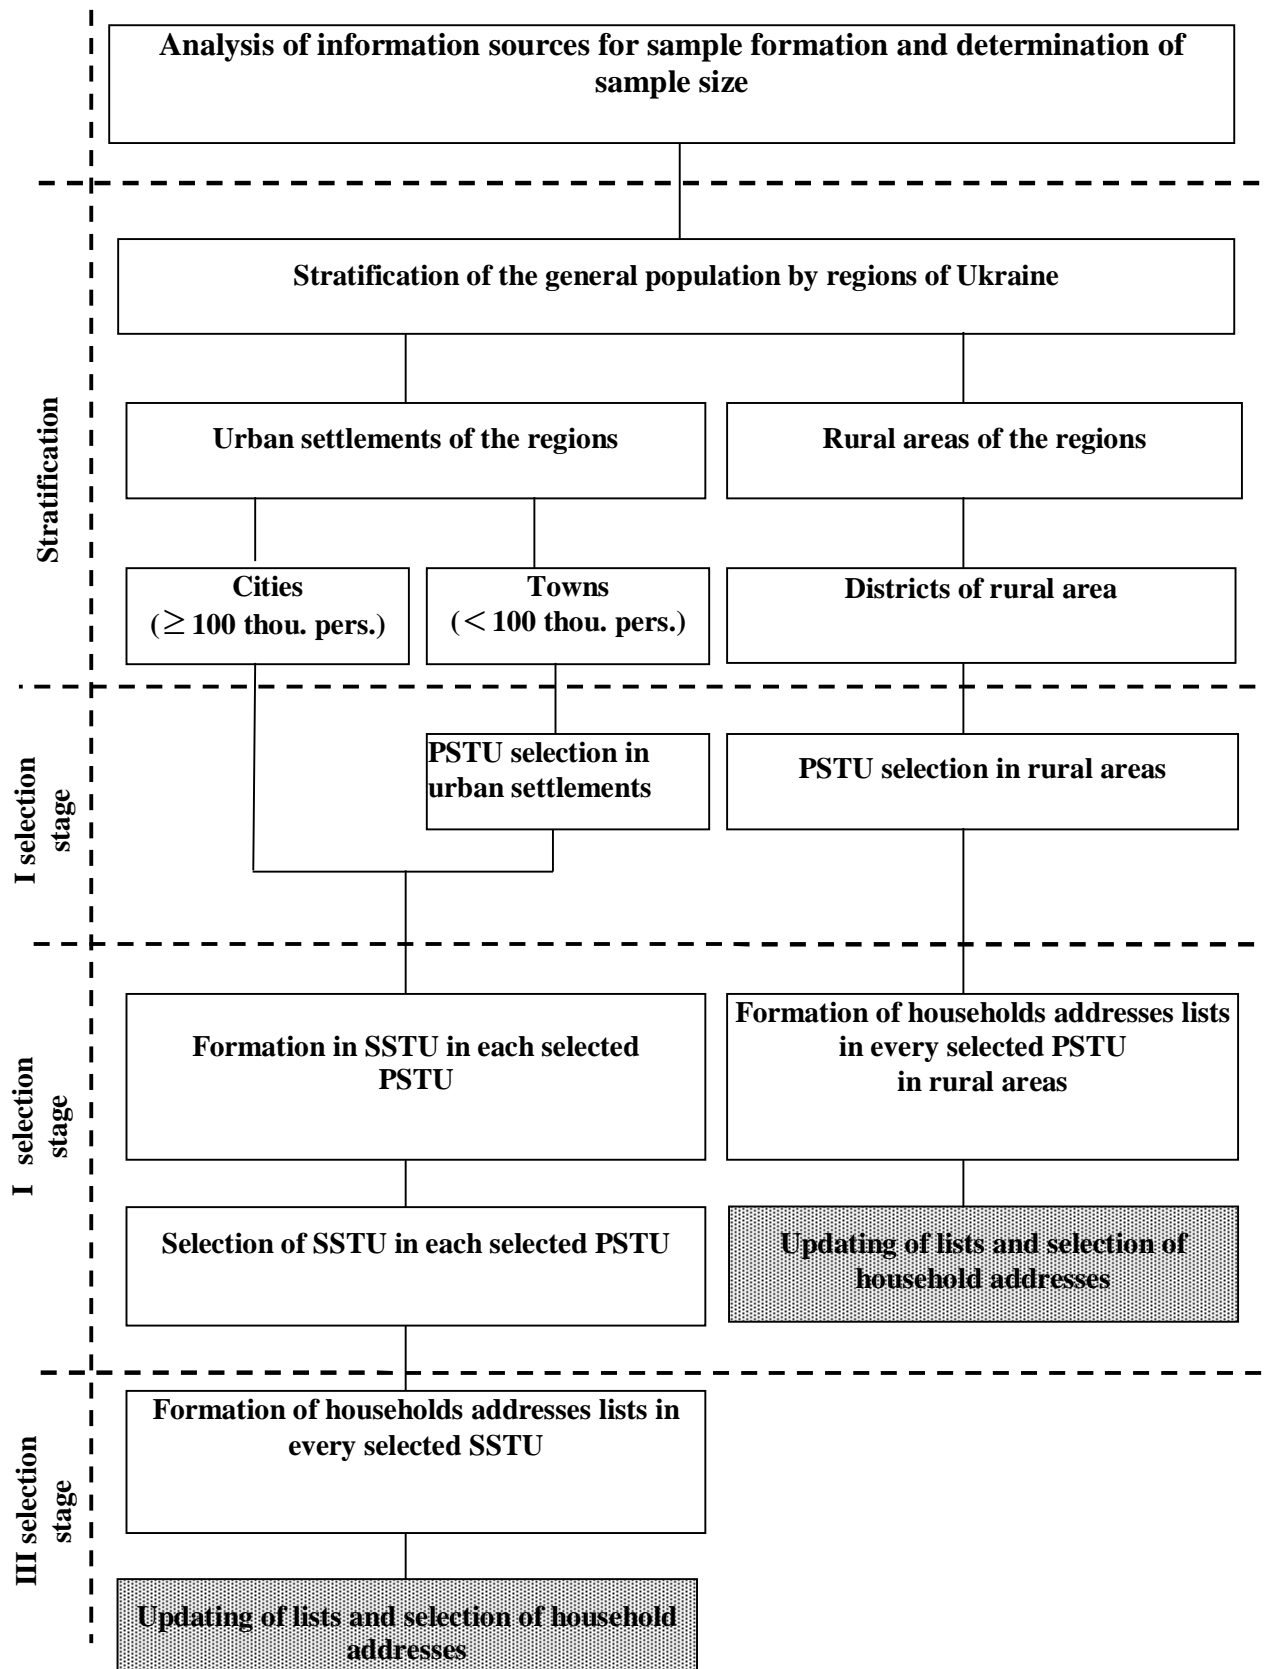 Analysis of information sources for sample formation and determination of
sample size
Stratification
Stratification of the general population by regions of Ukraine
Urban settlements of the regions
Rural areas of the regions
Cities
(≥ 100 thou. pers.)
Towns
(< 100 thou. pers.)
Districts of rural area
I selection
stage
PSTU selection in
urban settlements
PSTU selection in rural areas
I selection
stage
Formation in SSTU in each selected
PSTU
Formation of households addresses lists
in every selected PSTU
in rural areas
Selection of SSTU in each selected PSTU
Updating of lists and selection of
household addresses
III selection
stage
Formation of households addresses lists in
every selected SSTU
Updating of lists and selection of household
addresses